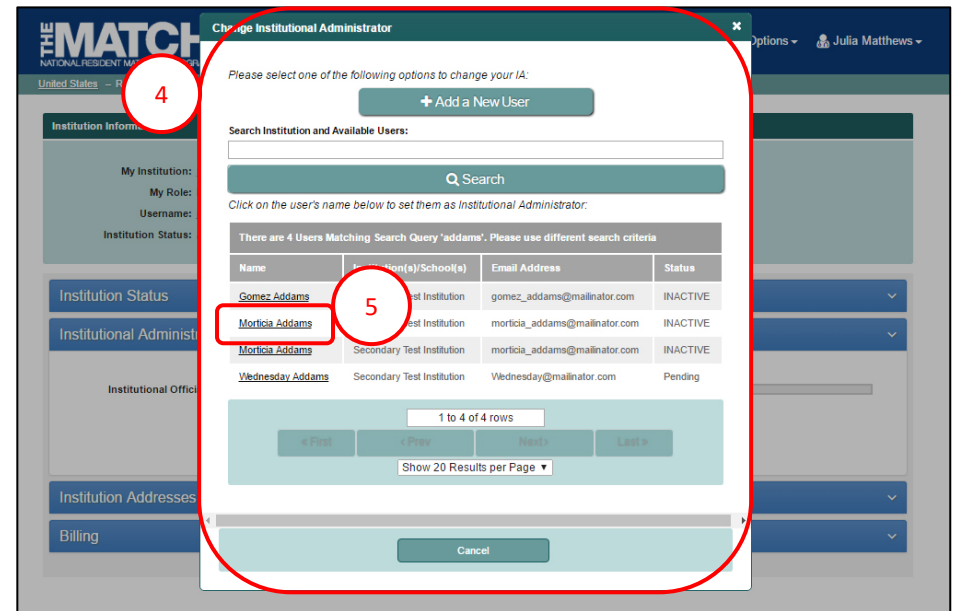 THE MATCH
NATIONAL RESIDENT
Options
Julia Matthews
United States – R
4
Institution
My Institution:
My Role:
Username:
Institution Status:
Institution Status
Institutional
Institutional
Institution Addresses
Billing
Change Institutional Administrator
×
Please select one of the following options to change your IA:
+ Add a New User
Search Institution and Available Users:
Search
Click on the user's name below to set them as Institutional Administrator:
There are 4 Users Matching Search Query 'addams'. Please use different search criteria
Name Institution(s)/School(s) Email Address Status
Gomez Addams Institution gomez_addams@mailinator.com INACTIVE
5
Morticia Addams Institution morticia_addams@mailinator.com INACTIVE
Morticia Addams Secondary Test Institution morticia_addams@mailinator.com INACTIVE
Wednesday Addams Secondary Test Institution Wednesday@mailinator.com Pending
1 to 4 of 4 rows
«First <Prev Next> Last»
Show 20 Results per Page ▼
Cancel